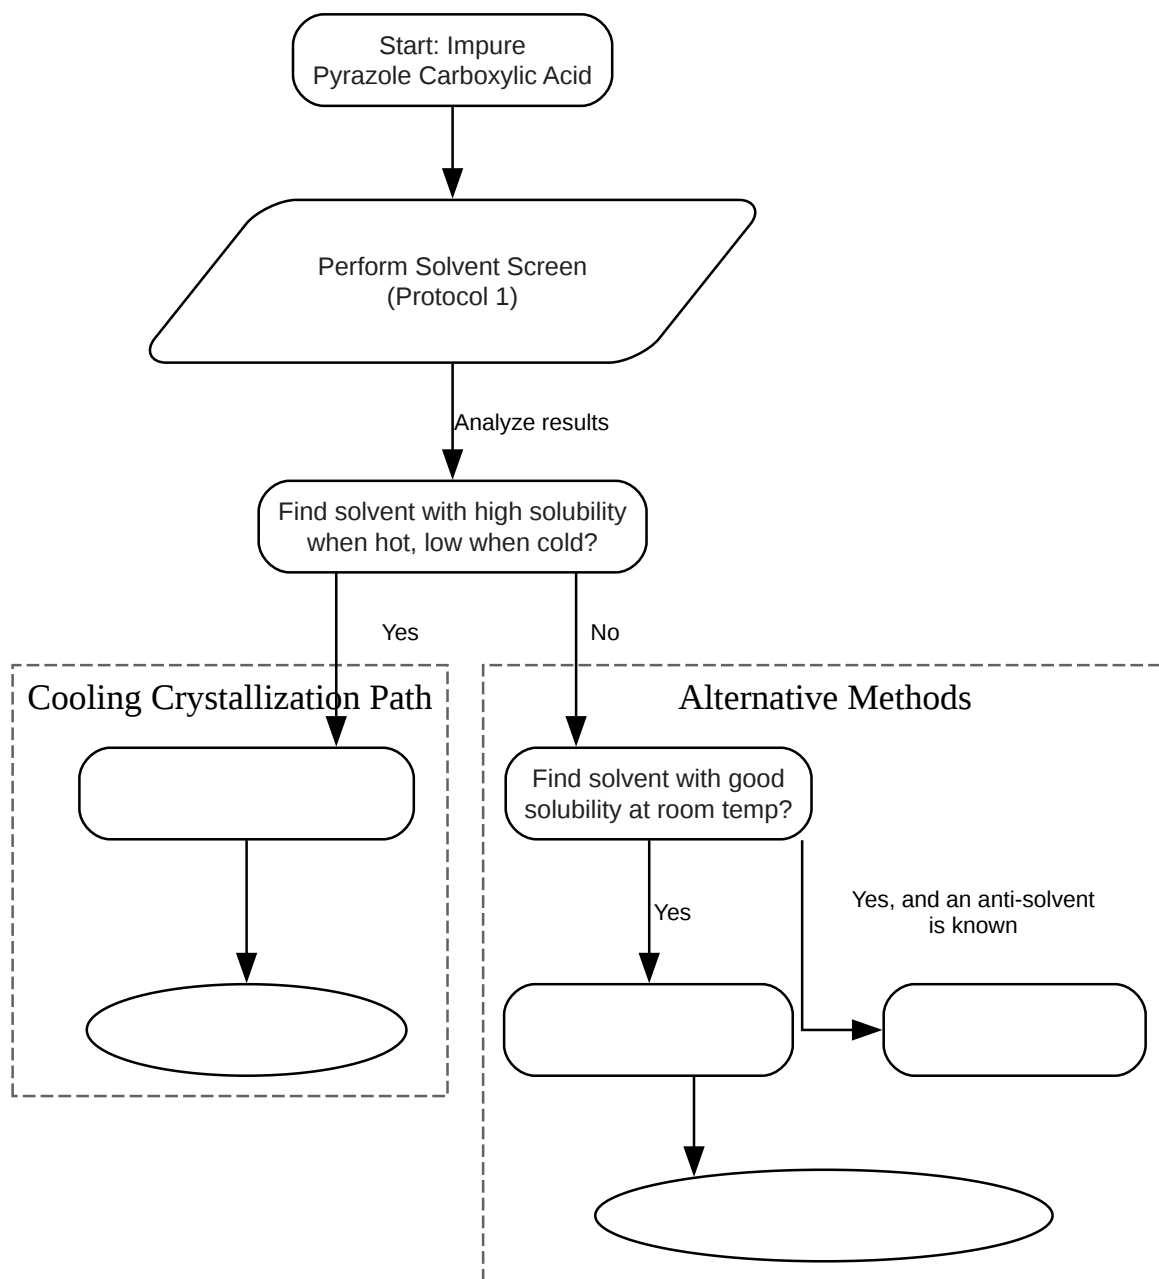 Start: Impure
Pyrazole Carboxylic Acid
Perform Solvent Screen
(Protocol 1)
Analyze results
Find solvent with high solubility
when hot, low when cold?
Yes
No
Cooling Crystallization Path
Alternative Methods
Find solvent with good
solubility at room temp?
Yes
Yes, and an anti-solvent
is known